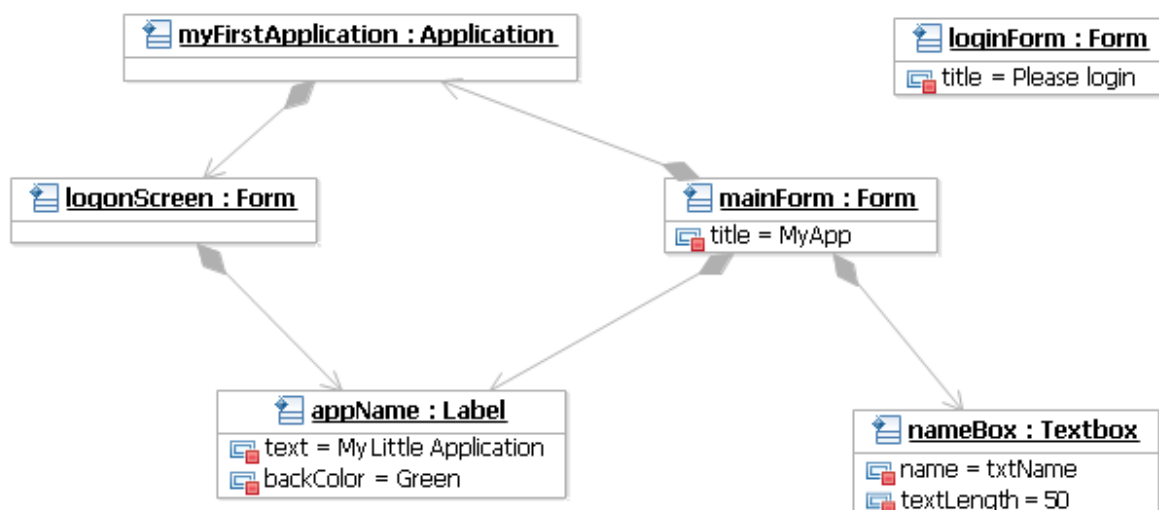 myFirstApplication : Application
loginForm : Form
title = Please login
logonScreen : Form
mainForm : Form
title = MyApp
appName : Label
text = My Little Application
backColor = Green
nameBox : Textbox
name = txtName
textLength = 50